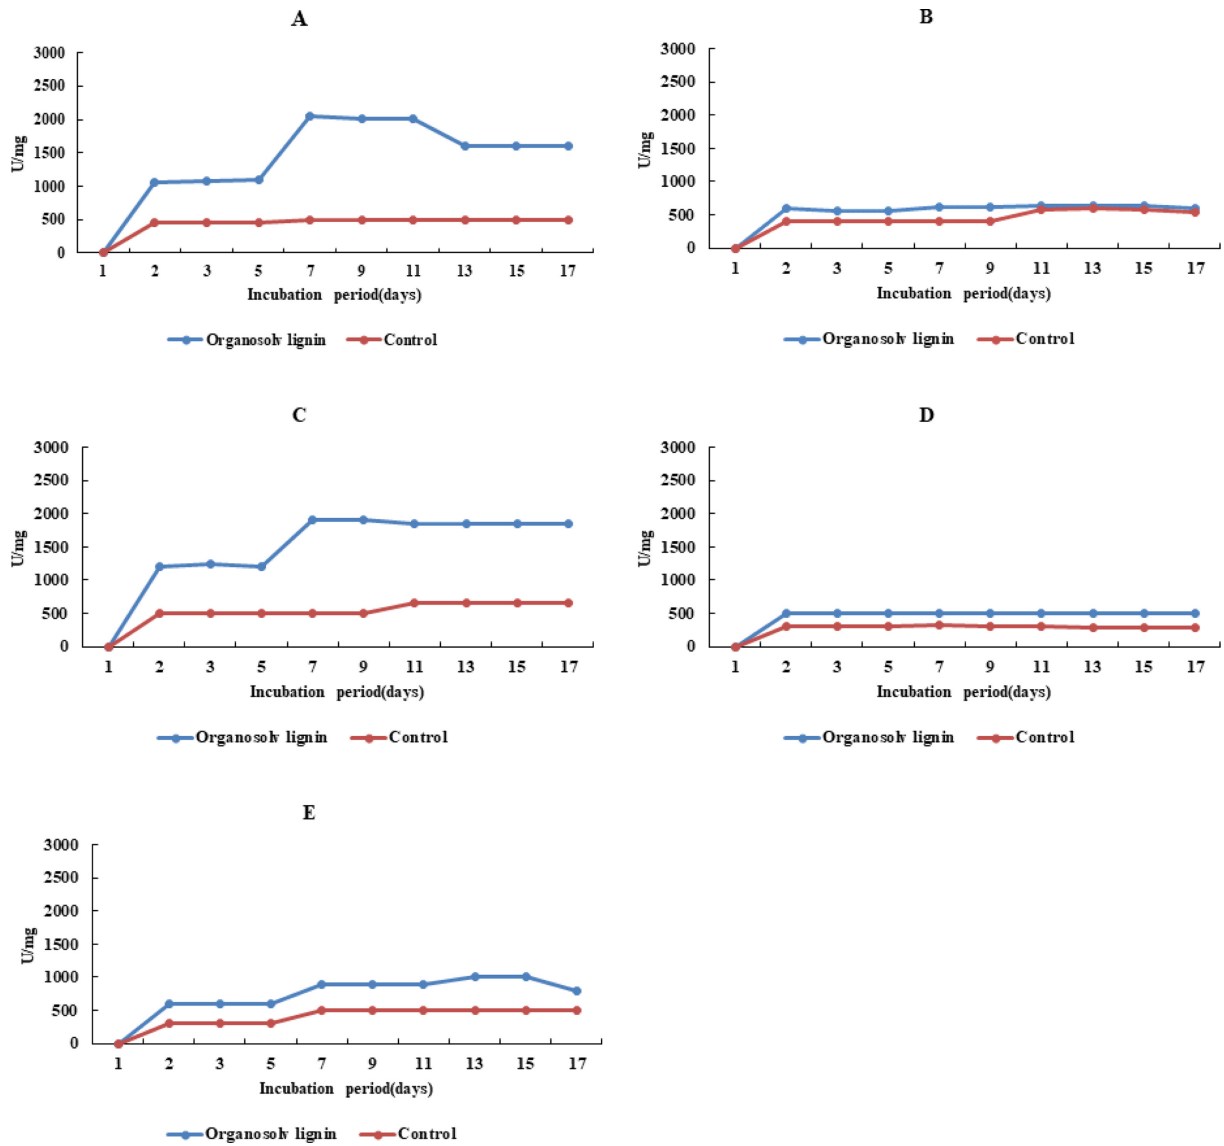 A
3000
2500
2000
1500
1000
500
0
U/mg
1 2 3 5 7 9 11 13 15 17
Incubation period(days)
Organosolv lignin Control
B
3000
2500
2000
1500
1000
500
0
U/mg
1 2 3 5 7 9 11 13 15 17
Incubation period(days)
Organosolv lignin Control
C
3000
2500
2000
1500
1000
500
0
U/mg
1 2 3 5 7 9 11 13 15 17
Incubation period(days)
Organosolv lignin Control
D
3000
2500
2000
1500
1000
500
0
U/mg
1 2 3 5 7 9 11 13 15 17
Incubation period(days)
Organosolv lignin Control
E
3000
2500
2000
1500
1000
500
0
U/mg
1 2 3 5 7 9 11 13 15 17
Incubation period(days)
Organosolv lignin Control